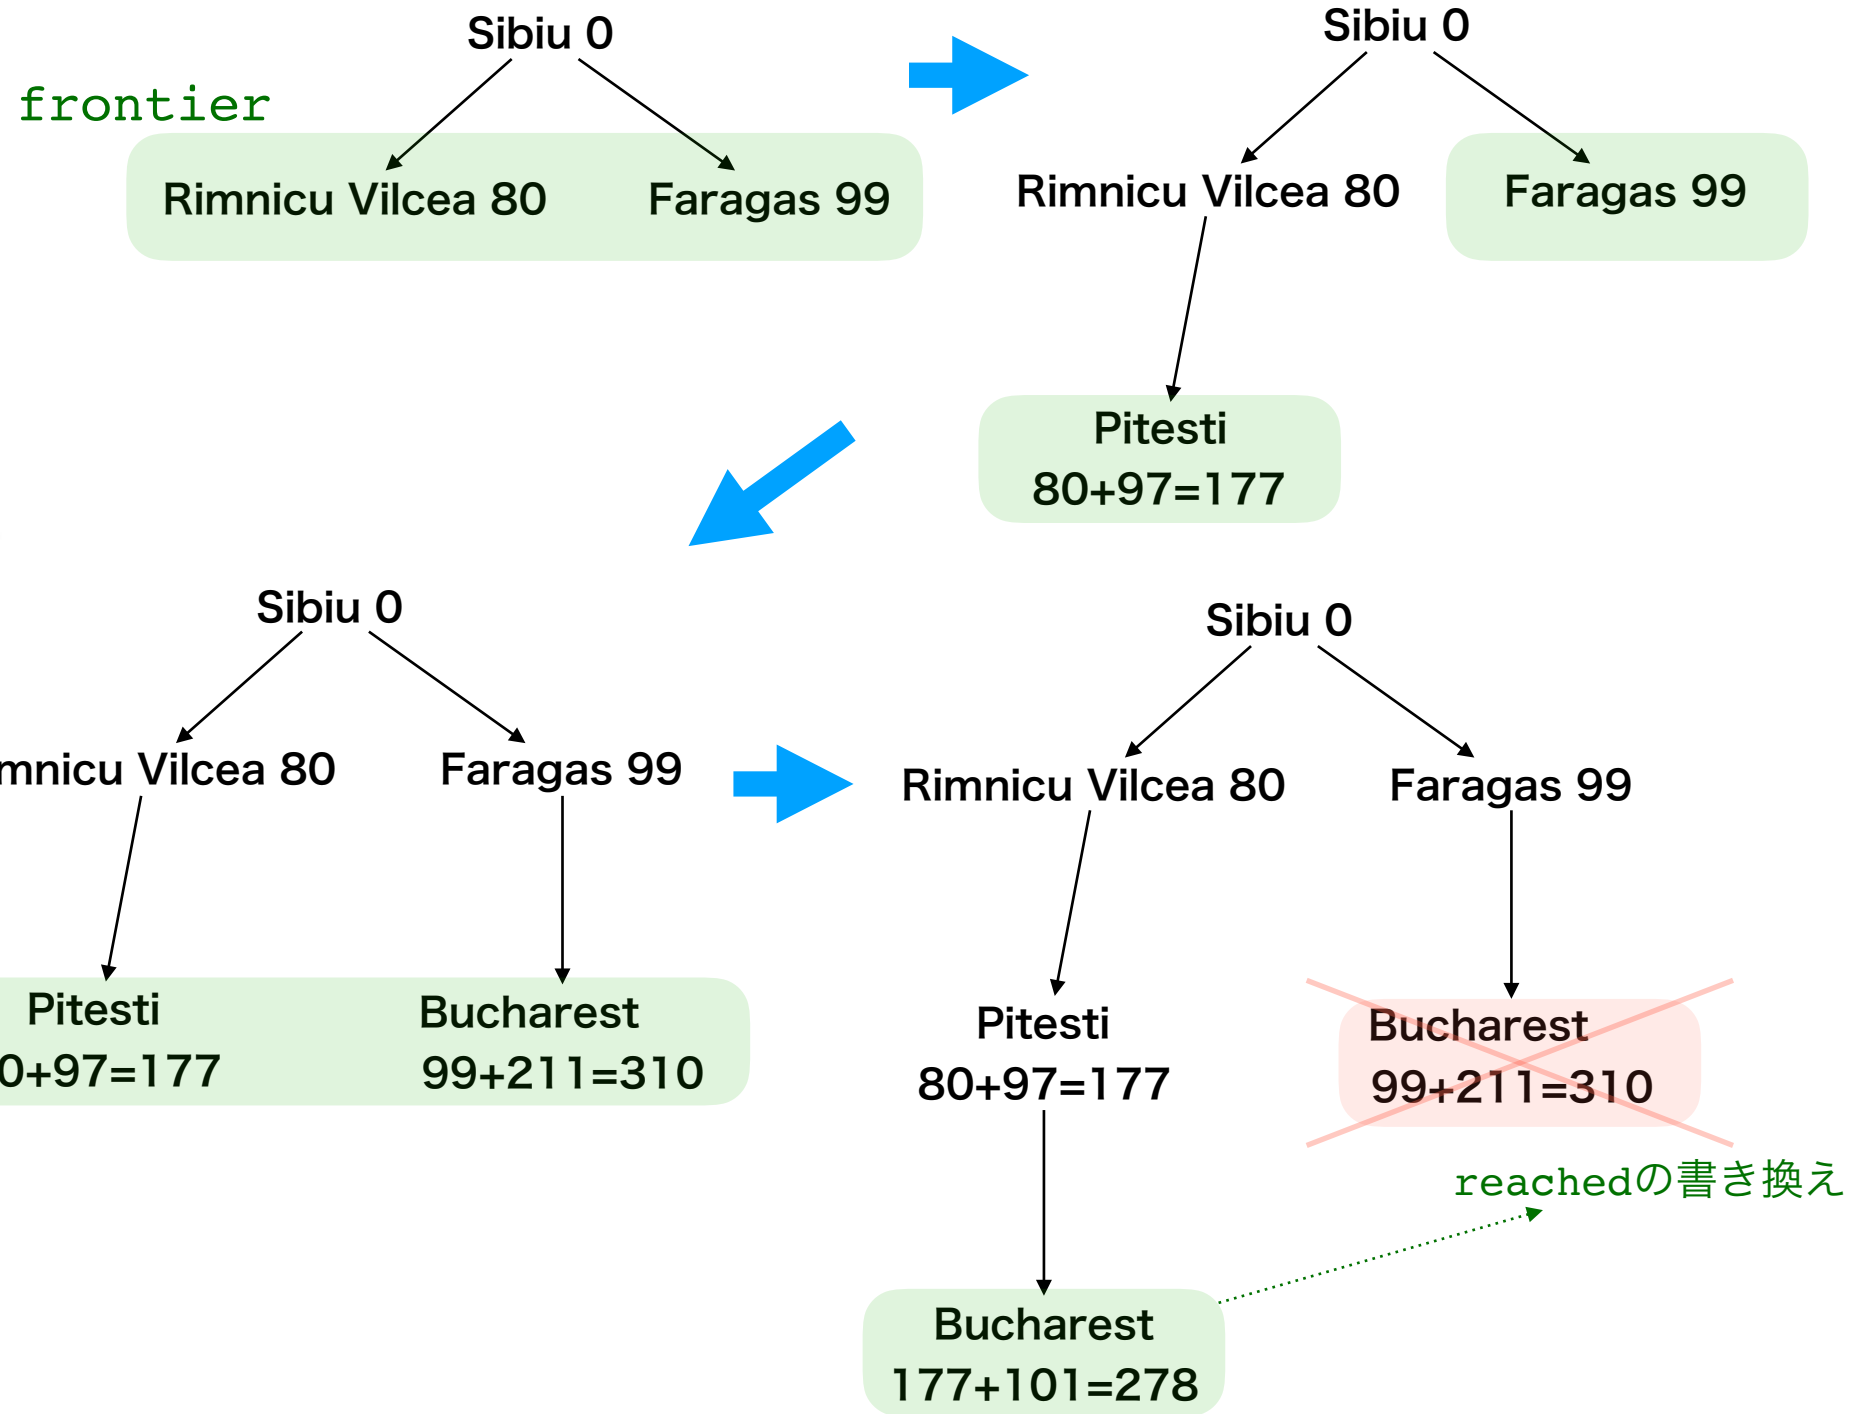 Sibiu 0
Sibiu 0
frontier
Rimnicu Vilcea 80
Faragas 99
Rimnicu Vilcea 80
Faragas 99
Pitesti
80+97=177
Sibiu 0
Sibiu 0
mnicu Vilcea 80
Faragas 99
Rimnicu Vilcea 80
Faragas 99
Pitesti
0+97=177
Bucharest
99+211=310
Pitesti
80+97=177
Bucharest
99+211=310
reachedの書き換え
Bucharest
177+101=278